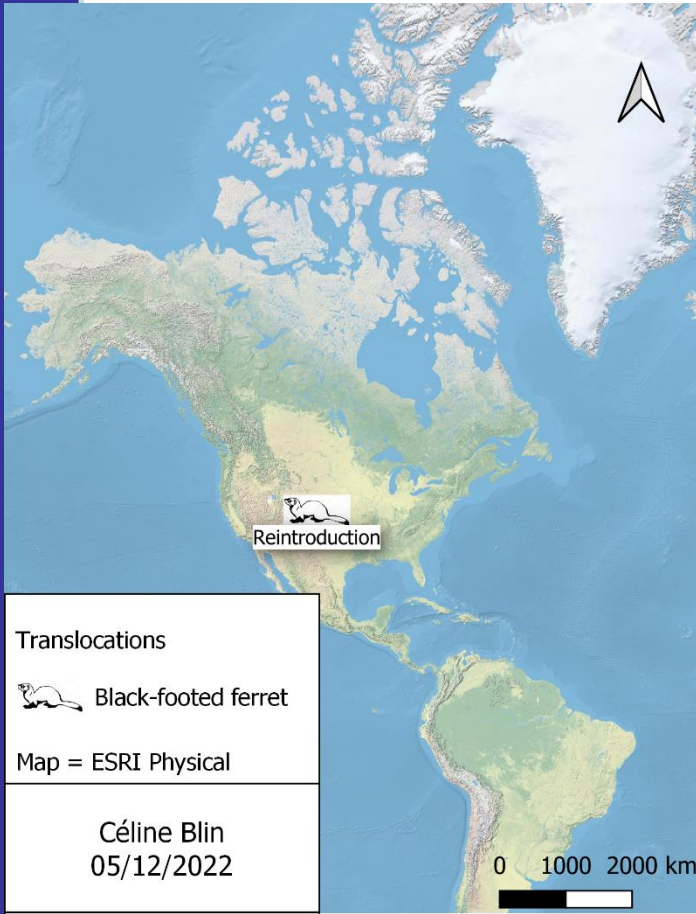 Reintroduction
Translocations
Black-footed ferret
Map = ESRI Physical
Céline Blin
05/12/2022
0 1000 2000 km